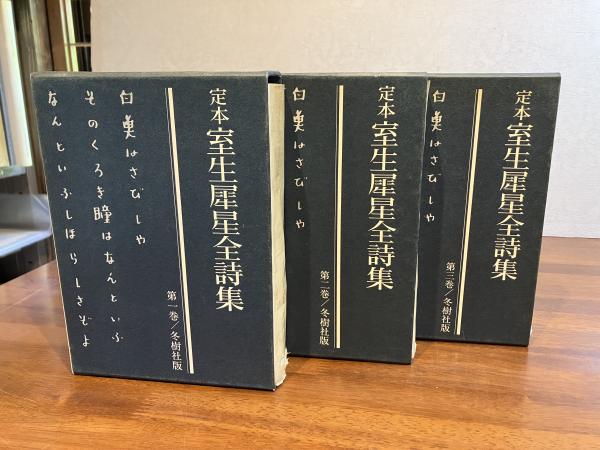 定本 室生犀星全詩集
第一巻/冬樹社版
白魚はさびしや
そのくろき瞳はなんといふ
なんといふしほらしさぞよ
定本 室生犀星全詩集
第二巻/冬樹社版
白魚はさびしや
定本 室生犀星全詩集
第三巻/冬樹社版
白魚はさびしや